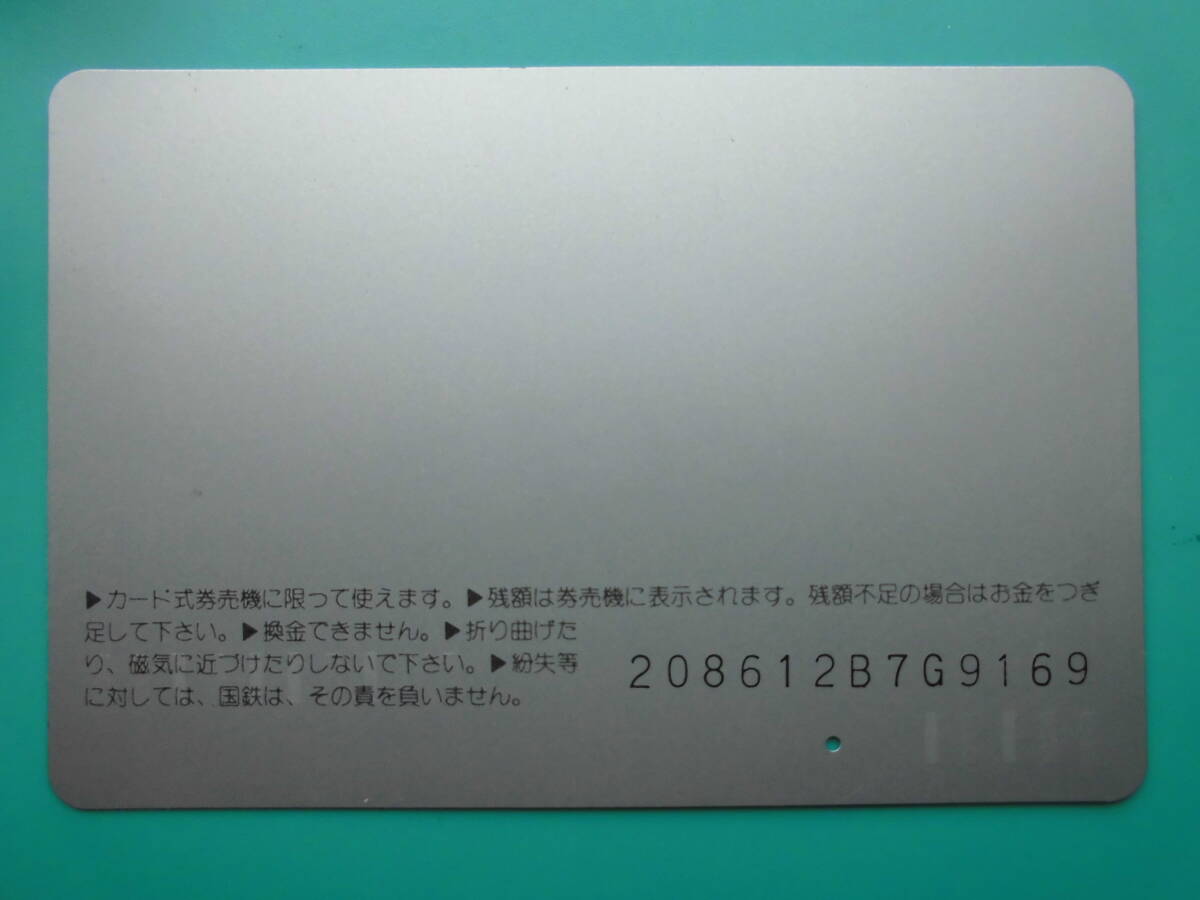 ▶カード式券売機に限って使えます。▶残額は券売機に表示されます。残額不足の場合はお金をつぎ
足して下さい。▶換金できません。▶折り曲げた
り、磁気に近づけたりしないで下さい。▶紛失等
に対しては、国鉄は、その責を負いません。
208612B7G9169